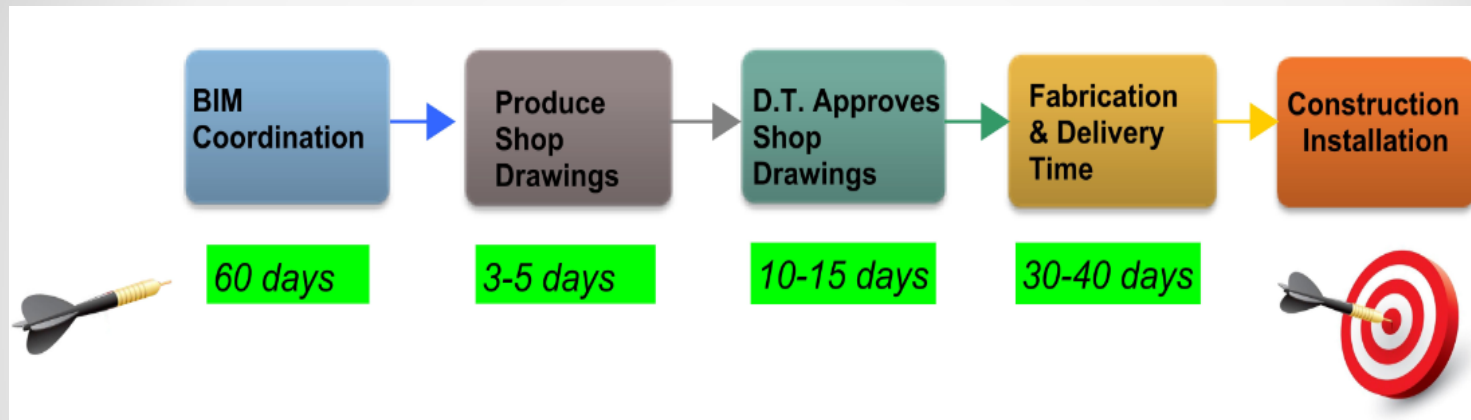 BIM
Coordination
Produce
Shop
Drawings
D.T. Approves
Shop
Drawings
Fabrication
& Delivery
Time
Construction
Installation
60 days
3-5 days
10-15 days
30-40 days